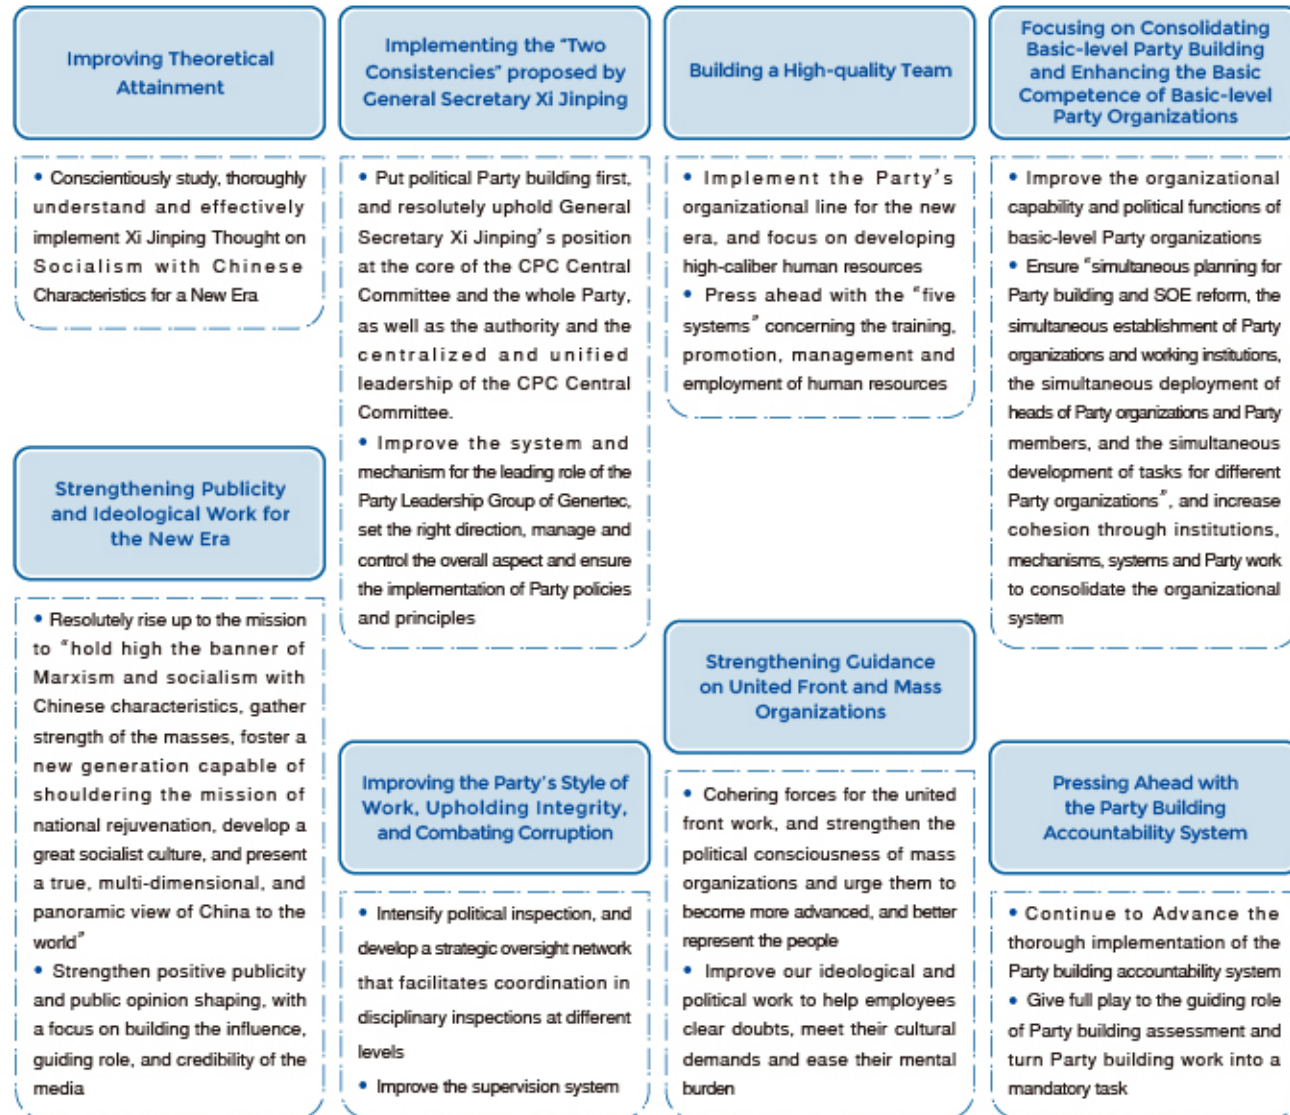 Improving Theoretical
Attainment
• Conscientiously study, thoroughly
understand and effectively
implement Xi Jinping Thought on
Socialism with Chinese
Characteristics for a New Era
Strengthening Publicity
and Ideological Work for
the New Era
• Resolutely rise up to the mission
to “hold high the banner of
Marxism and socialism with
Chinese characteristics, gather
strength of the masses, foster a
new generation capable of
shouldering the mission of
national rejuvenation, develop a
great socialist culture, and present
a true, multi-dimensional, and
panoramic view of China to the
world”
• Strengthen positive publicity
and public opinion shaping, with
a focus on building the influence,
guiding role, and credibility of the
media
Implementing the “Two
Consistencies” proposed by
General Secretary Xi Jinping
• Put political Party building first,
and resolutely uphold General
Secretary Xi Jinping’s position
at the core of the CPC Central
Committee and the whole Party,
as well as the authority and the
centralized and unified
leadership of the CPC Central
Committee.
• Improve the system and
mechanism for the leading role of the
Party Leadership Group of Genertec,
set the right direction, manage and
control the overall aspect and ensure
the implementation of Party policies
and principles
Improving the Party’s Style of
Work, Upholding Integrity,
and Combating Corruption
• Intensify political inspection, and
develop a strategic oversight network
that facilitates coordination in
disciplinary inspections at different
levels
• Improve the supervision system
Building a High-quality Team
• Implement the Party’s
organizational line for the new
era, and focus on developing
high-caliber human resources
• Press ahead with the “five
systems” concerning the training,
promotion, management and
employment of human resources
Strengthening Guidance
on United Front and Mass
Organizations
• Cohering forces for the united
front work, and strengthen the
political consciousness of mass
organizations and urge them to
become more advanced, and better
represent the people
• Improve our ideological and
political work to help employees
clear doubts, meet their cultural
demands and ease their mental
burden
Focusing on Consolidating
Basic-level Party Building
and Enhancing the Basic
Competence of Basic-level
Party Organizations
• Improve the organizational
capability and political functions of
basic-level Party organizations
• Ensure “simultaneous planning for
Party building and SOE reform, the
simultaneous establishment of Party
organizations and working institutions,
the simultaneous deployment of
heads of Party organizations and Party
members, and the simultaneous
development of tasks for different
Party organizations”, and increase
cohesion through institutions,
mechanisms, systems and Party work
to consolidate the organizational
system
Pressing Ahead with
the Party Building
Accountability System
• Continue to Advance the
thorough implementation of the
Party building accountability system
• Give full play to the guiding role
of Party building assessment and
turn Party building work into a
mandatory task